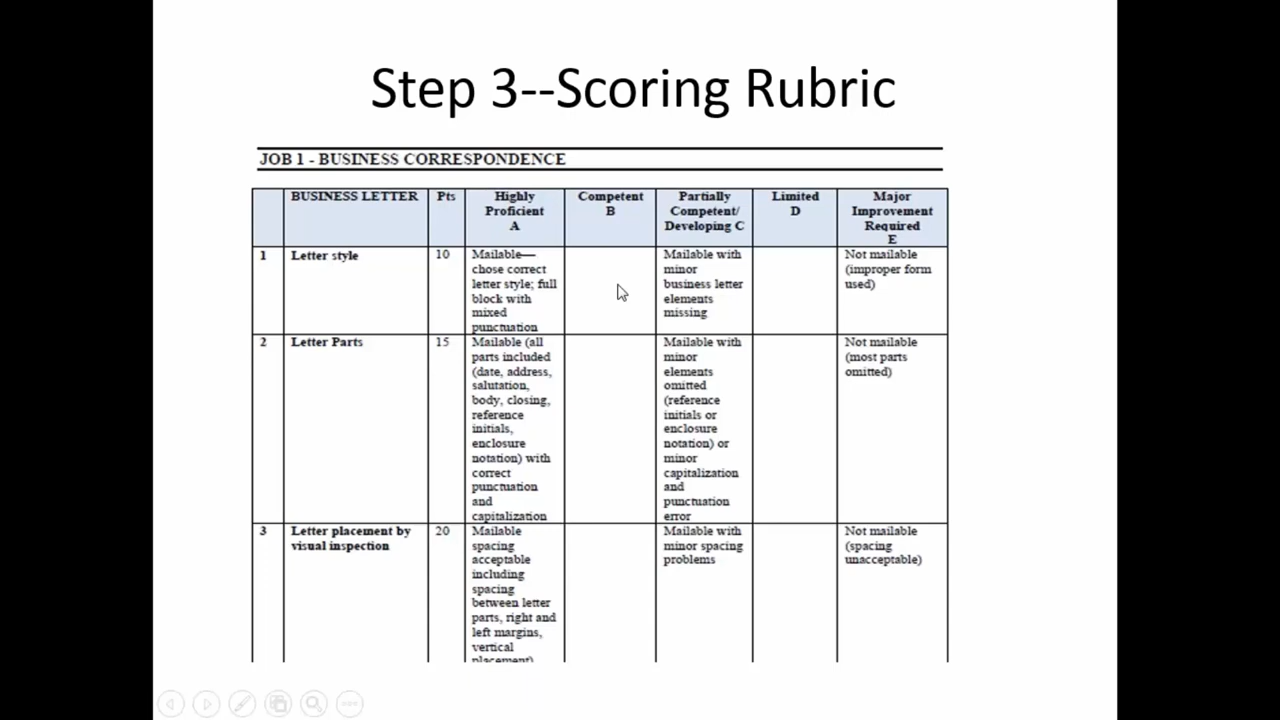 Step 3--Scoring Rubric
JOB 1 - BUSINESS CORRESPONDENCE
BUSINESS LETTER
Pts
Highly
Proficient
A
Competent
B
Partially
Competent/
Developing C
Limited
D
Major
Improvement
Required
E
1
Letter style
10
Mailable—
chose correct
letter style; full
block with
mixed
punctuation
Mailable with
minor
business letter
elements
missing
Not mailable
(improper form
used)
2
Letter Parts
15
Mailable (all
parts included
(date, address,
salutation,
body, closing,
reference
initials,
enclosure
notation) with
correct
punctuation
and
capitalization
Mailable with
minor
elements
omitted
(reference
initials or
enclosure
notation) or
minor
capitalization
and
punctuation
error
Not mailable
(most parts
omitted)
3
Letter placement by
visual inspection
20
Mailable
spacing
acceptable
including
spacing
between letter
parts, right and
left margins,
vertical
placement)
Mailable with
minor spacing
problems
Not mailable
(spacing
unacceptable)